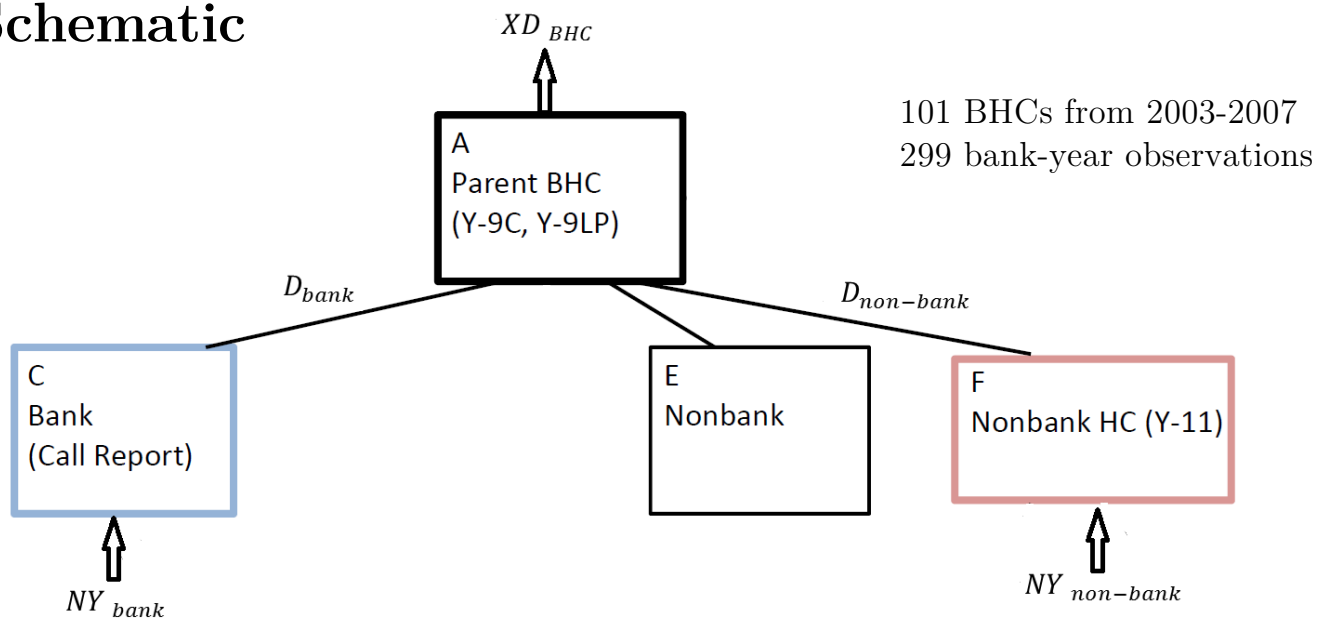 Schematic
XD BHC
101 BHCs from 2003-2007
299 bank-year observations
A
Parent BHC
(Y-9C, Y-9LP)
D bank
D non−bank
C
Bank
(Call Report)
E
Nonbank
F
Nonbank HC (Y-11)
NY bank
NY non−bank